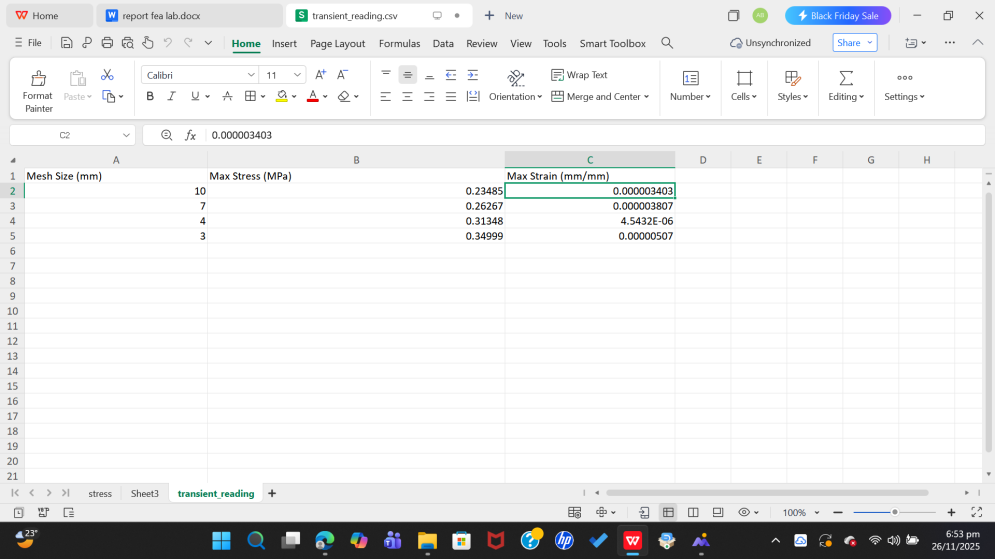 Home
report fea lab.docx
transient_reading.csv
New
AK
Black Friday Sale
File
Home Insert Page Layout Formulas Data Review View Tools Smart Toolbox
Unsynchronized
Share
Format Painter
Paste
Calibri
11
A+ A-
B I U A
Orientation
Wrap Text
Merge and Center
Number
Cells
Styles
Editing
Settings
C2
fx
0.000003403
A B C D E F G H
1 Mesh Size (mm) Max Stress (MPa) Max Strain (mm/mm)
2 10 0.23485 0.000003403
3 7 0.26267 0.000003807
4 4 0.31348 4.5432E-06
5 3 0.34999 0.00000507
6
7
8
9
10
11
12
13
14
15
16
17
18
19
20
21
stress Sheet3 transient_reading
100%
23°
6:53 pm
26/11/2025